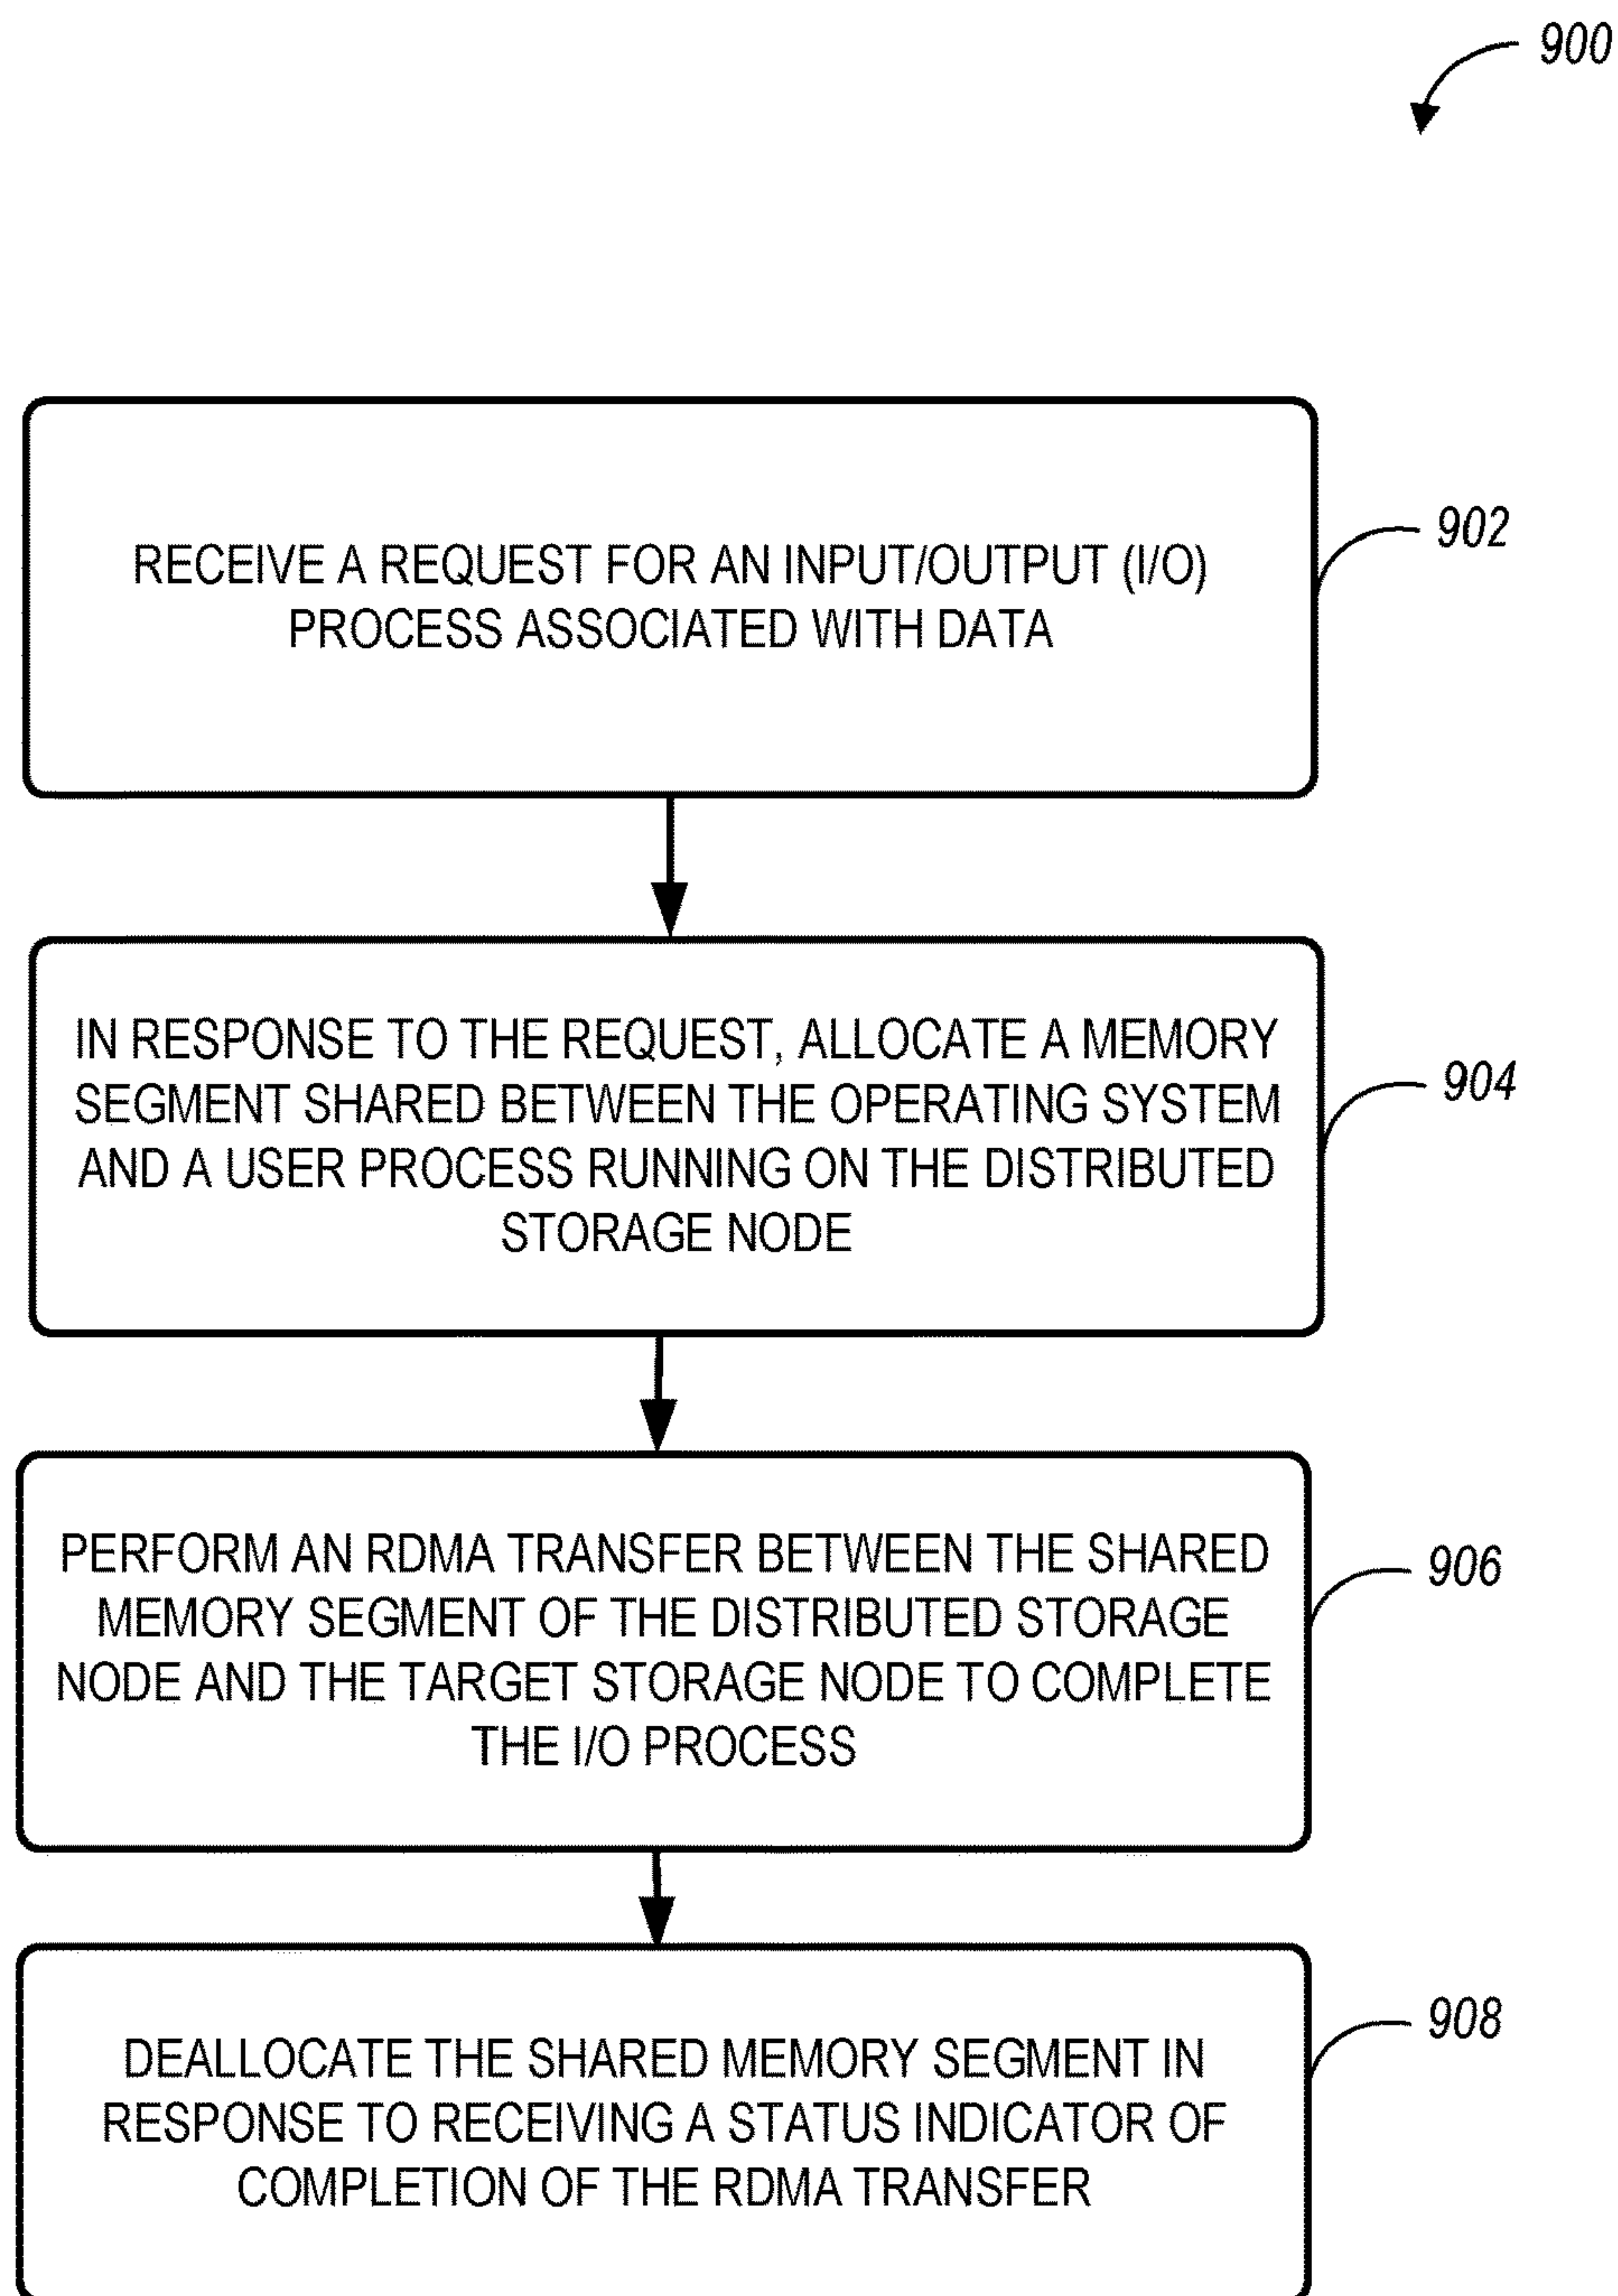 900
RECEIVE A REQUEST FOR AN INPUT/OUTPUT (I/O)
PROCESS ASSOCIATED WITH DATA
902
IN RESPONSE TO THE REQUEST, ALLOCATE A MEMORY
SEGMENT SHARED BETWEEN THE OPERATING SYSTEM
AND A USER PROCESS RUNNING ON THE DISTRIBUTED
STORAGE NODE
904
PERFORM AN RDMA TRANSFER BETWEEN THE SHARED
MEMORY SEGMENT OF THE DISTRIBUTED STORAGE
NODE AND THE TARGET STORAGE NODE TO COMPLETE
THE I/O PROCESS
906
DEALLOCATE THE SHARED MEMORY SEGMENT IN
RESPONSE TO RECEIVING A STATUS INDICATOR OF
COMPLETION OF THE RDMA TRANSFER
908